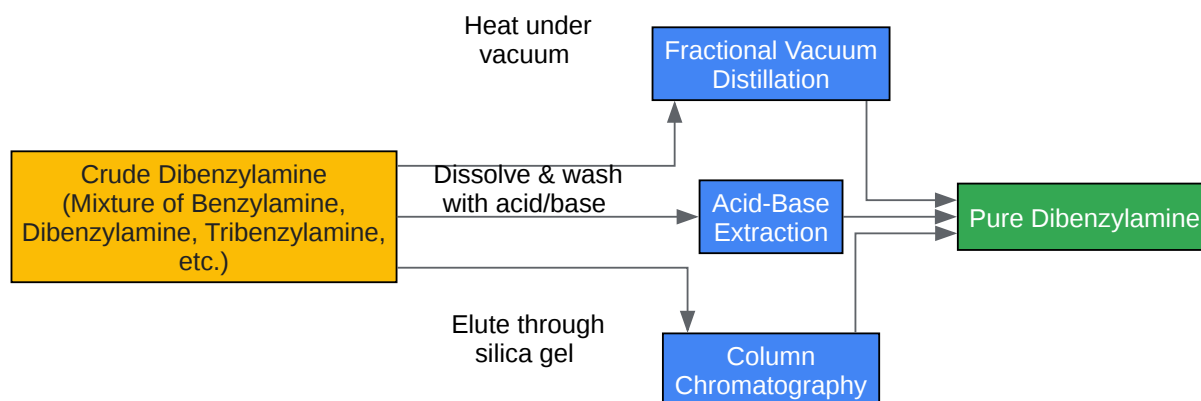 Heat under
vacuum
Fractional Vacuum
Distillation
Crude Dibenzylamine
(Mixture of Benzylamine,
Dibenzylamine, Tribenzylamine,
etc.)
Dissolve & wash
with acid/base
Acid-Base
Extraction
Pure Dibenzylamine
Elute through
silica gel
Column
Chromatography